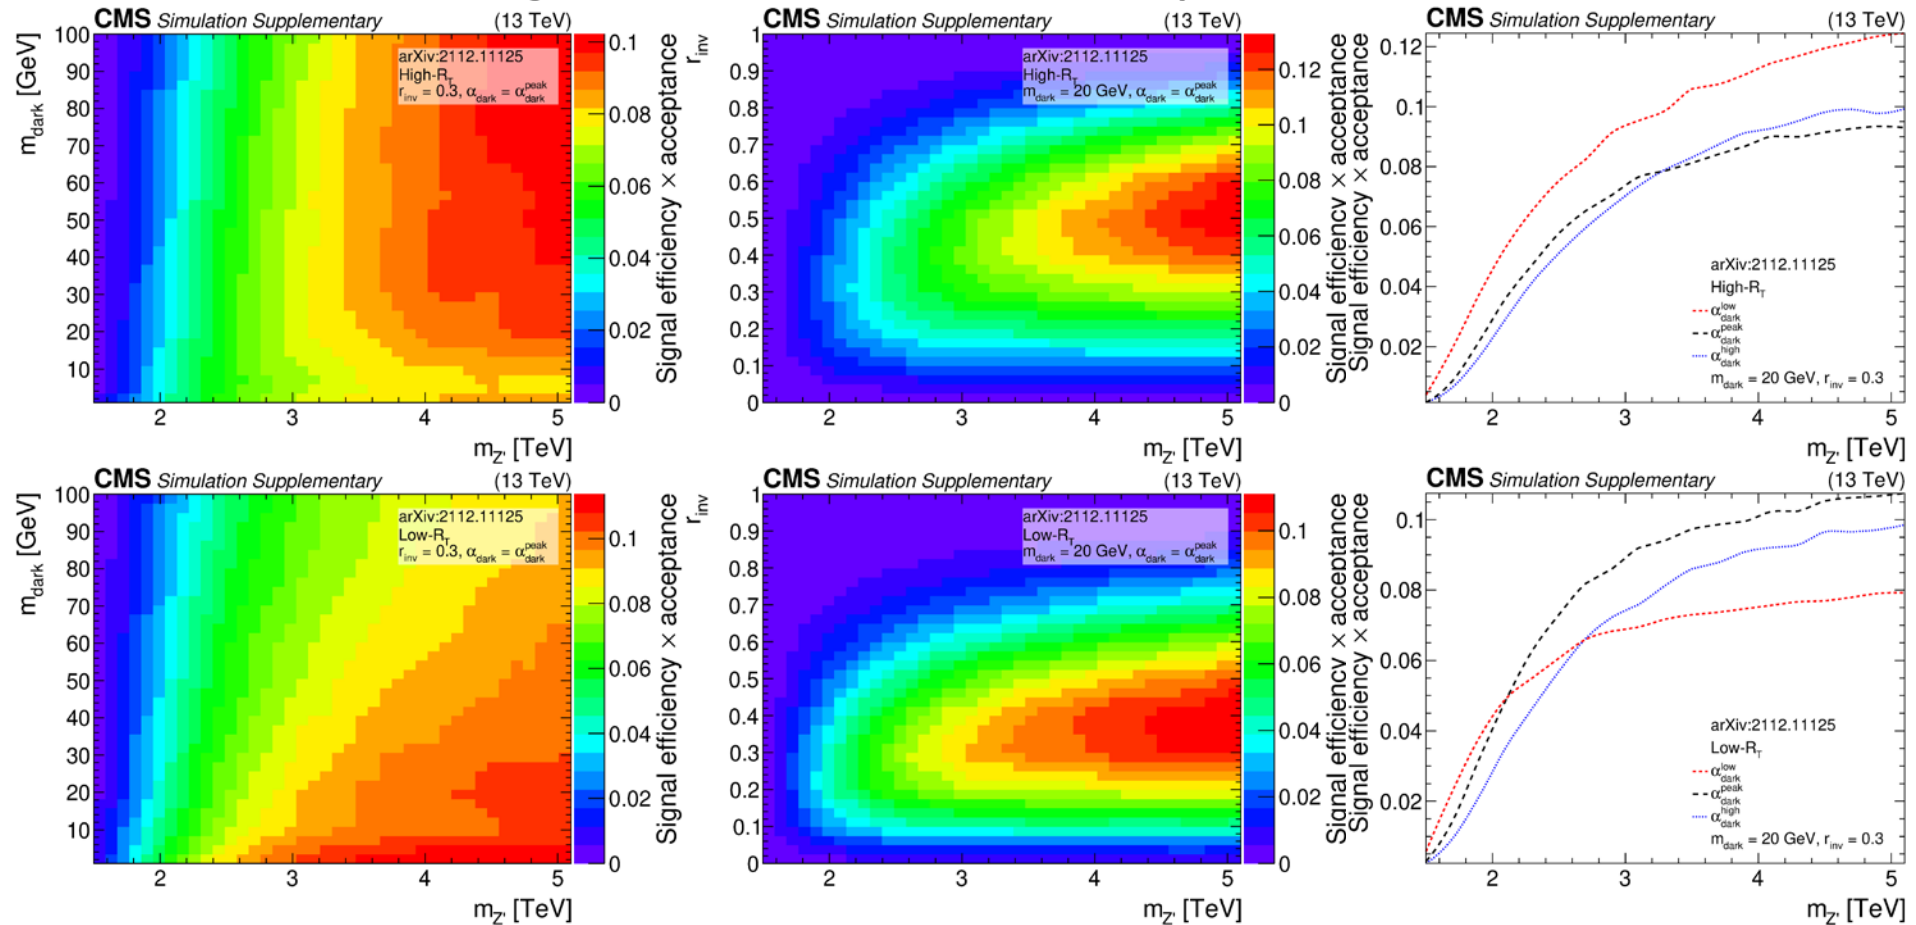 CMS Simulation Supplementary (13 TeV)
m_dark [GeV]
100
90
80
70
60
50
40
30
20
10
arXiv:2112.11125
High-R_T
r_inv = 0.3, α_dark = α_dark^peak
2 3 4 5
m_Z' [TeV]
0.1
0.08
0.06
0.04
0.02
0
Signal efficiency × acceptance
CMS Simulation Supplementary (13 TeV)
r_inv
1
0.9
0.8
0.7
0.6
0.5
0.4
0.3
0.2
0.1
0
arXiv:2112.11125
High-R_T
m_dark = 20 GeV, α_dark = α_dark^peak
2 3 4 5
m_Z' [TeV]
0.12
0.1
0.08
0.06
0.04
0.02
0
Signal efficiency × acceptance
CMS Simulation Supplementary (13 TeV)
Signal efficiency × acceptance
0.12
0.1
0.08
0.06
0.04
0.02
arXiv:2112.11125
High-R_T
α_dark^low
α_dark^peak
α_dark^high
m_dark = 20 GeV, r_inv = 0.3
2 3 4 5
m_Z' [TeV]
CMS Simulation Supplementary (13 TeV)
m_dark [GeV]
100
90
80
70
60
50
40
30
20
10
arXiv:2112.11125
Low-R_T
r_inv = 0.3, α_dark = α_dark^peak
2 3 4 5
m_Z' [TeV]
0.1
0.08
0.06
0.04
0.02
0
Signal efficiency × acceptance
CMS Simulation Supplementary (13 TeV)
r_inv
1
0.9
0.8
0.7
0.6
0.5
0.4
0.3
0.2
0.1
0
arXiv:2112.11125
Low-R_T
m_dark = 20 GeV, α_dark = α_dark^peak
2 3 4 5
m_Z' [TeV]
0.1
0.08
0.06
0.04
0.02
0
Signal efficiency × acceptance
CMS Simulation Supplementary (13 TeV)
Signal efficiency × acceptance
0.1
0.08
0.06
0.04
0.02
arXiv:2112.11125
Low-R_T
α_dark^low
α_dark^peak
α_dark^high
m_dark = 20 GeV, r_inv = 0.3
2 3 4 5
m_Z' [TeV]